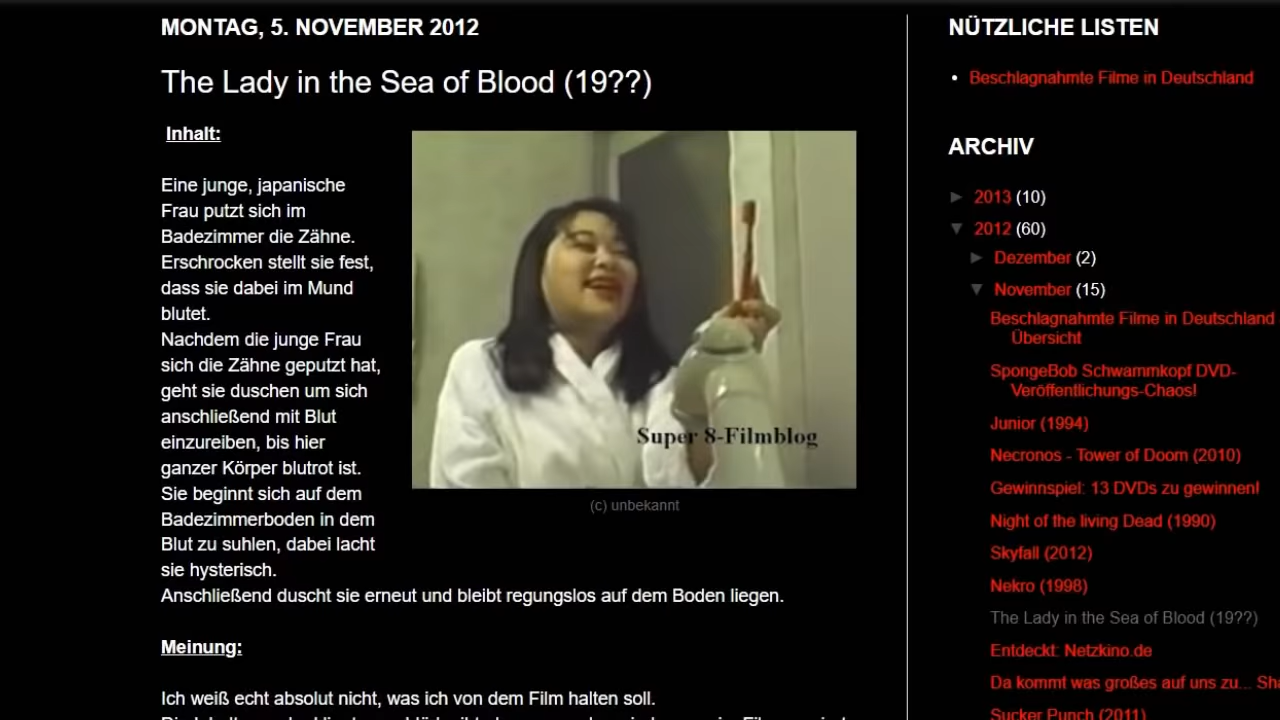 MONTAG, 5. NOVEMBER 2012
The Lady in the Sea of Blood (19??)
Inhalt:
Eine junge, japanische
Frau putzt sich im
Badezimmer die Zähne.
Erschrocken stellt sie fest,
dass sie dabei im Mund
blutet.
Nachdem die junge Frau
sich die Zähne geputzt hat,
geht sie duschen um sich
anschließend mit Blut
einzureiben, bis hier
ganzer Körper blutrot ist.
Sie beginnt sich auf dem
Badezimmerboden in dem
Blut zu suhlen, dabei lacht
sie hysterisch.
Anschließend duscht sie erneut und bleibt regungslos auf dem Boden liegen.
Super 8-Filmblog
(c) unbekannt
Meinung:
Ich weiß echt absolut nicht, was ich von dem Film halten soll.
NÜTZLICHE LISTEN
• Beschlagnahmte Filme in Deutschland
ARCHIV
► 2013 (10)
▼ 2012 (60)
► Dezember (2)
▼ November (15)
Beschlagnahmte Filme in Deutschland
Übersicht
SpongeBob Schwammkopf DVD-
Veröffentlichungs-Chaos!
Junior (1994)
Necronos - Tower of Doom (2010)
Gewinnspiel: 13 DVDs zu gewinnen!
Night of the living Dead (1990)
Skyfall (2012)
Nekro (1998)
The Lady in the Sea of Blood (19??)
Entdeckt: Netzkino.de
Da kommt was großes auf uns zu...
Sucker Punch (2011)